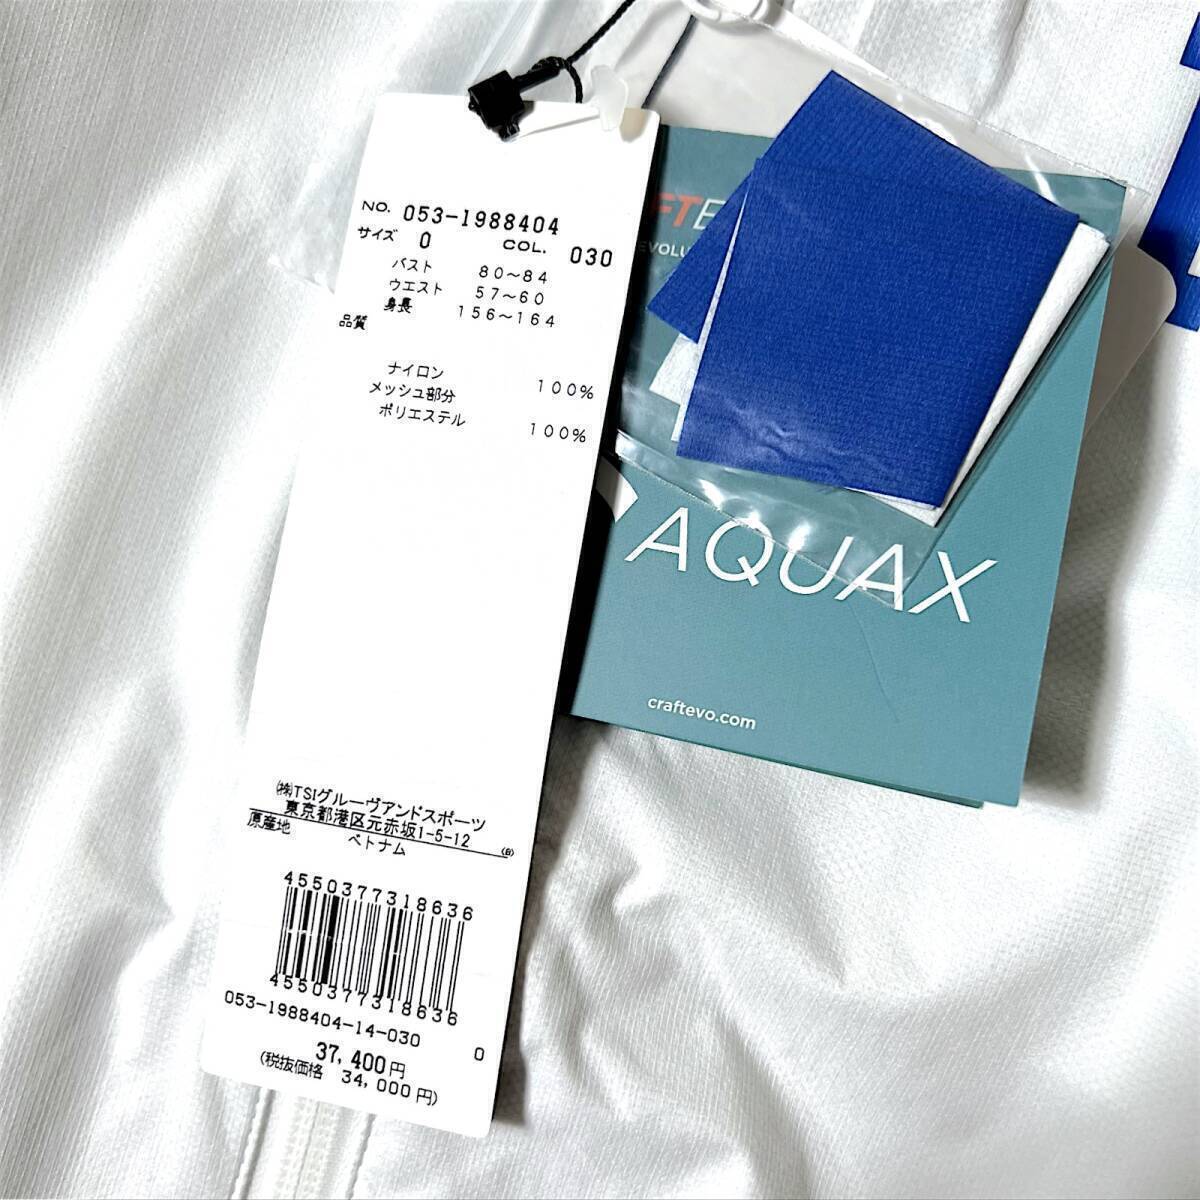 NO. 053-1988404
サイズ 0 COL. 030
バスト 80～84
ウエスト 57～60
身長 156～164
品質
ナイロン 100%
メッシュ部分
ポリエステル 100%
㈱TSIグルーヴアンドスポーツ
東京都港区元赤坂1-5-12
原産地 ベトナム (白)
4550377318636
4550377318636
053-1988404-14-030 0
37,400円
(税抜価格 34,000円)
AQUAX
craftevo.com